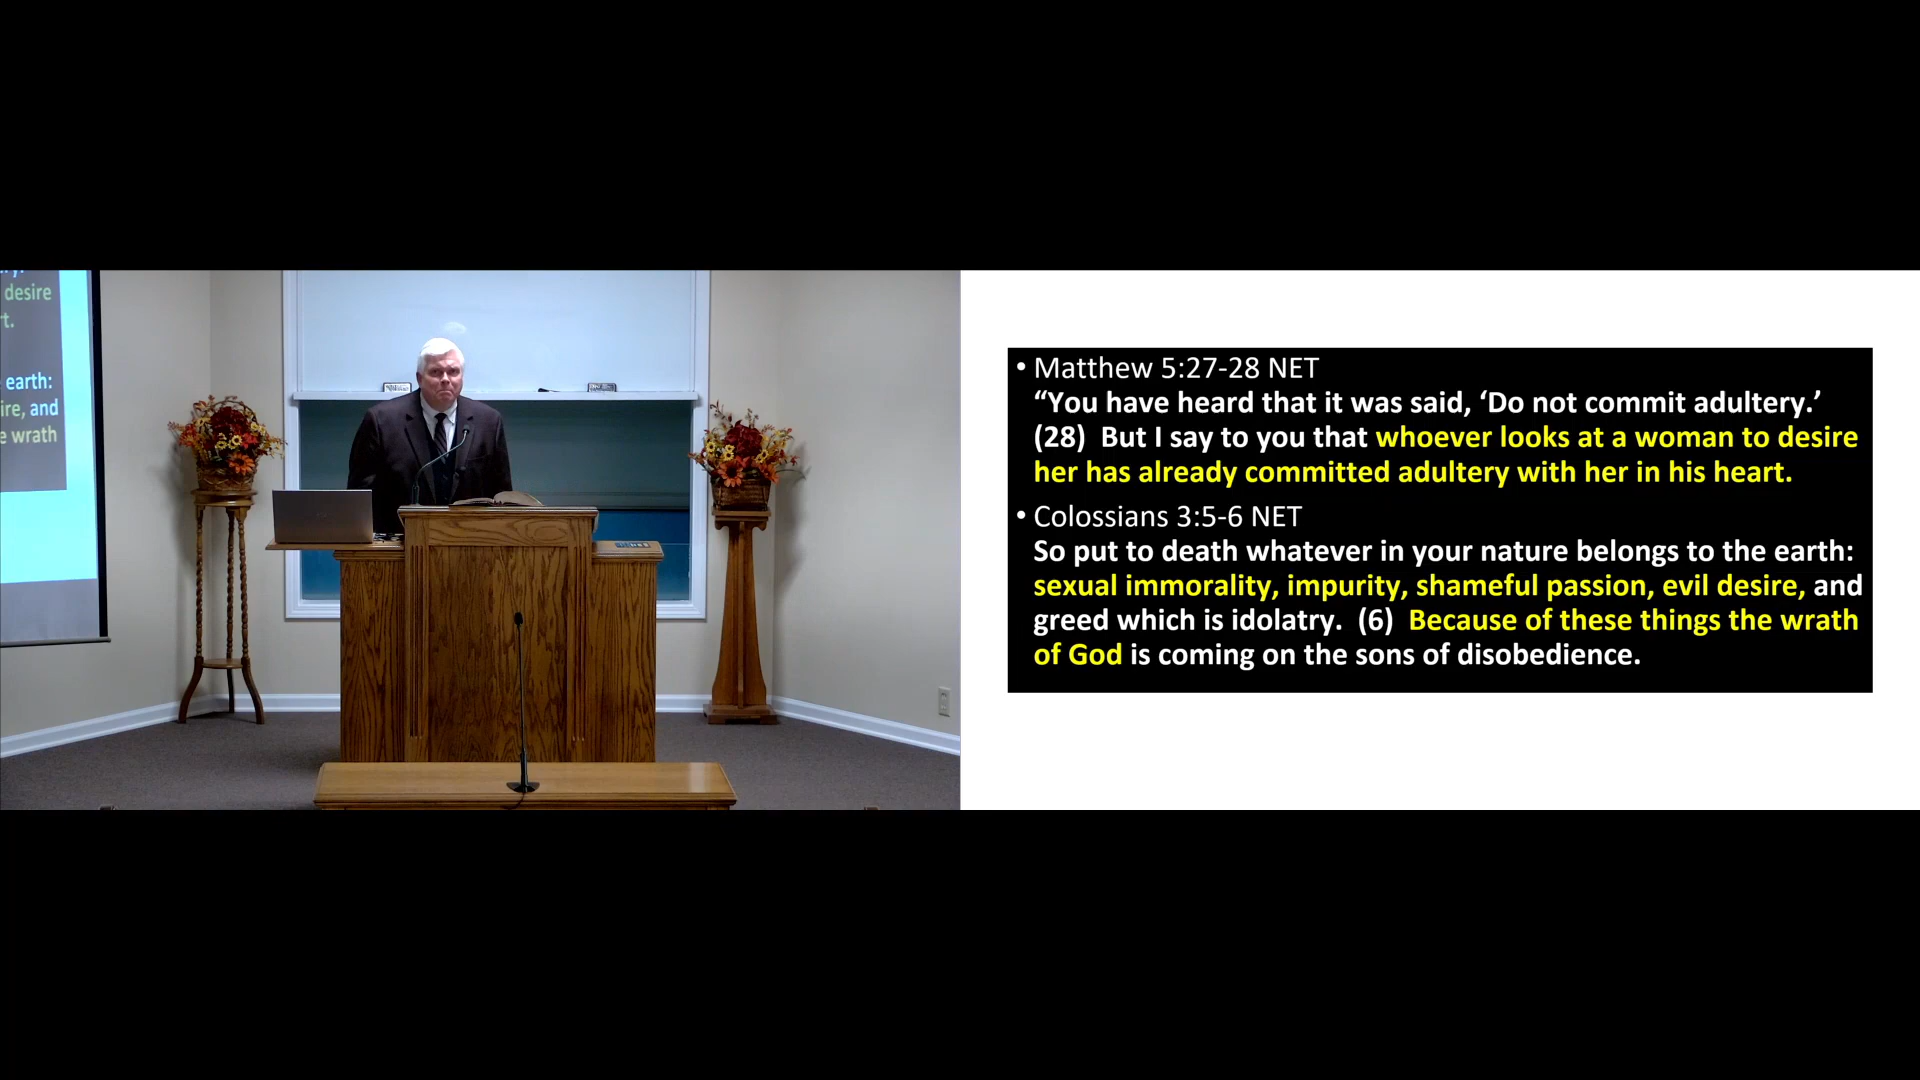 desire
earth:
ire, and
e wrath
• Matthew 5:27-28 NET
“You have heard that it was said, ‘Do not commit adultery.’
(28) But I say to you that whoever looks at a woman to desire
her has already committed adultery with her in his heart.
• Colossians 3:5-6 NET
So put to death whatever in your nature belongs to the earth:
sexual immorality, impurity, shameful passion, evil desire, and
greed which is idolatry. (6) Because of these things the wrath
of God is coming on the sons of disobedience.